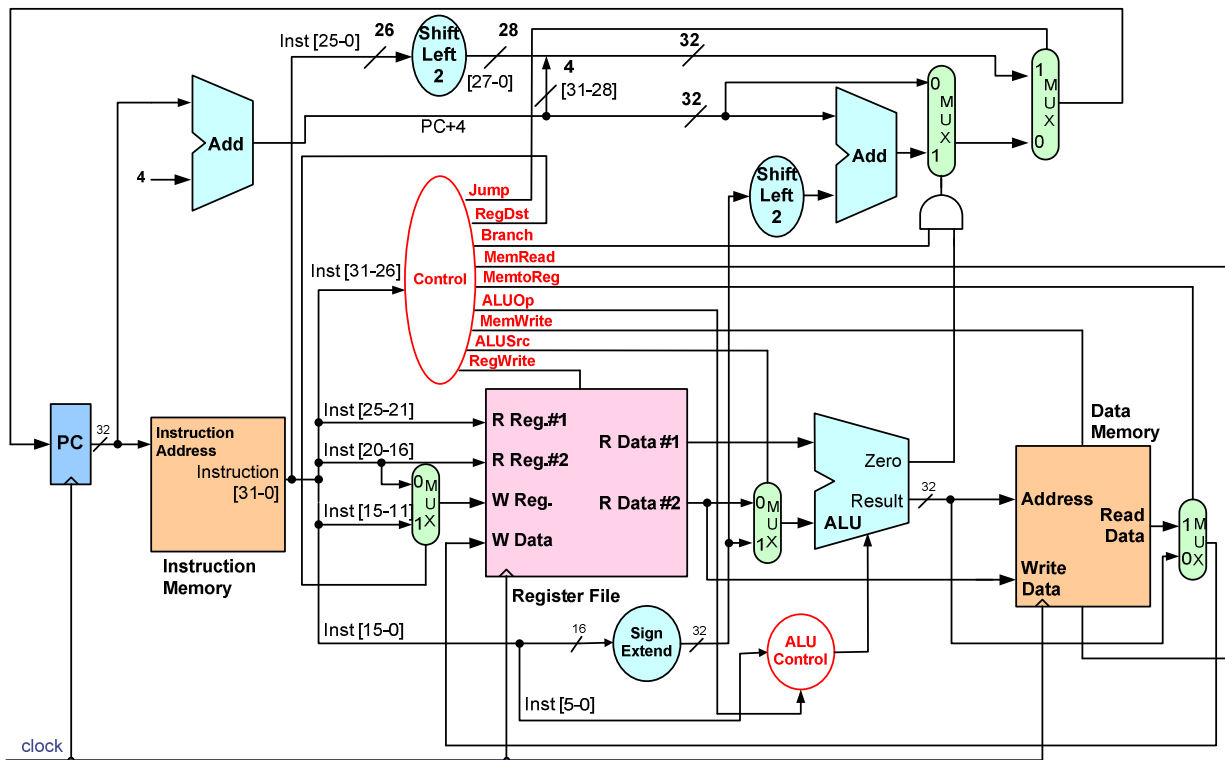 Inst [25-0]
26
Shift
Left
2
28
[27-0]
4
[31-28]
32
PC+4
Add
4
32
0
M
U
X
1
1
M
U
X
0
Add
Shift
Left
2
Jump
RegDst
Branch
MemRead
MemtoReg
ALUOp
MemWrite
ALUSrc
RegWrite
Control
Inst [31-26]
PC
32
Instruction
Address
Instruction
[31-0]
Instruction
Memory
Inst [25-21]
Inst [20-16]
Inst [15-11]
0
M
U
X
1
R Reg.#1
R Reg.#2
W Reg.
W Data
R Data #1
R Data #2
Register File
0
M
U
X
1
Zero
Result
ALU
32
Data
Memory
Address
Read
Data
Write
Data
1
M
U
X
0
Inst [15-0]
16
Sign
Extend
32
ALU
Control
Inst [5-0]
clock